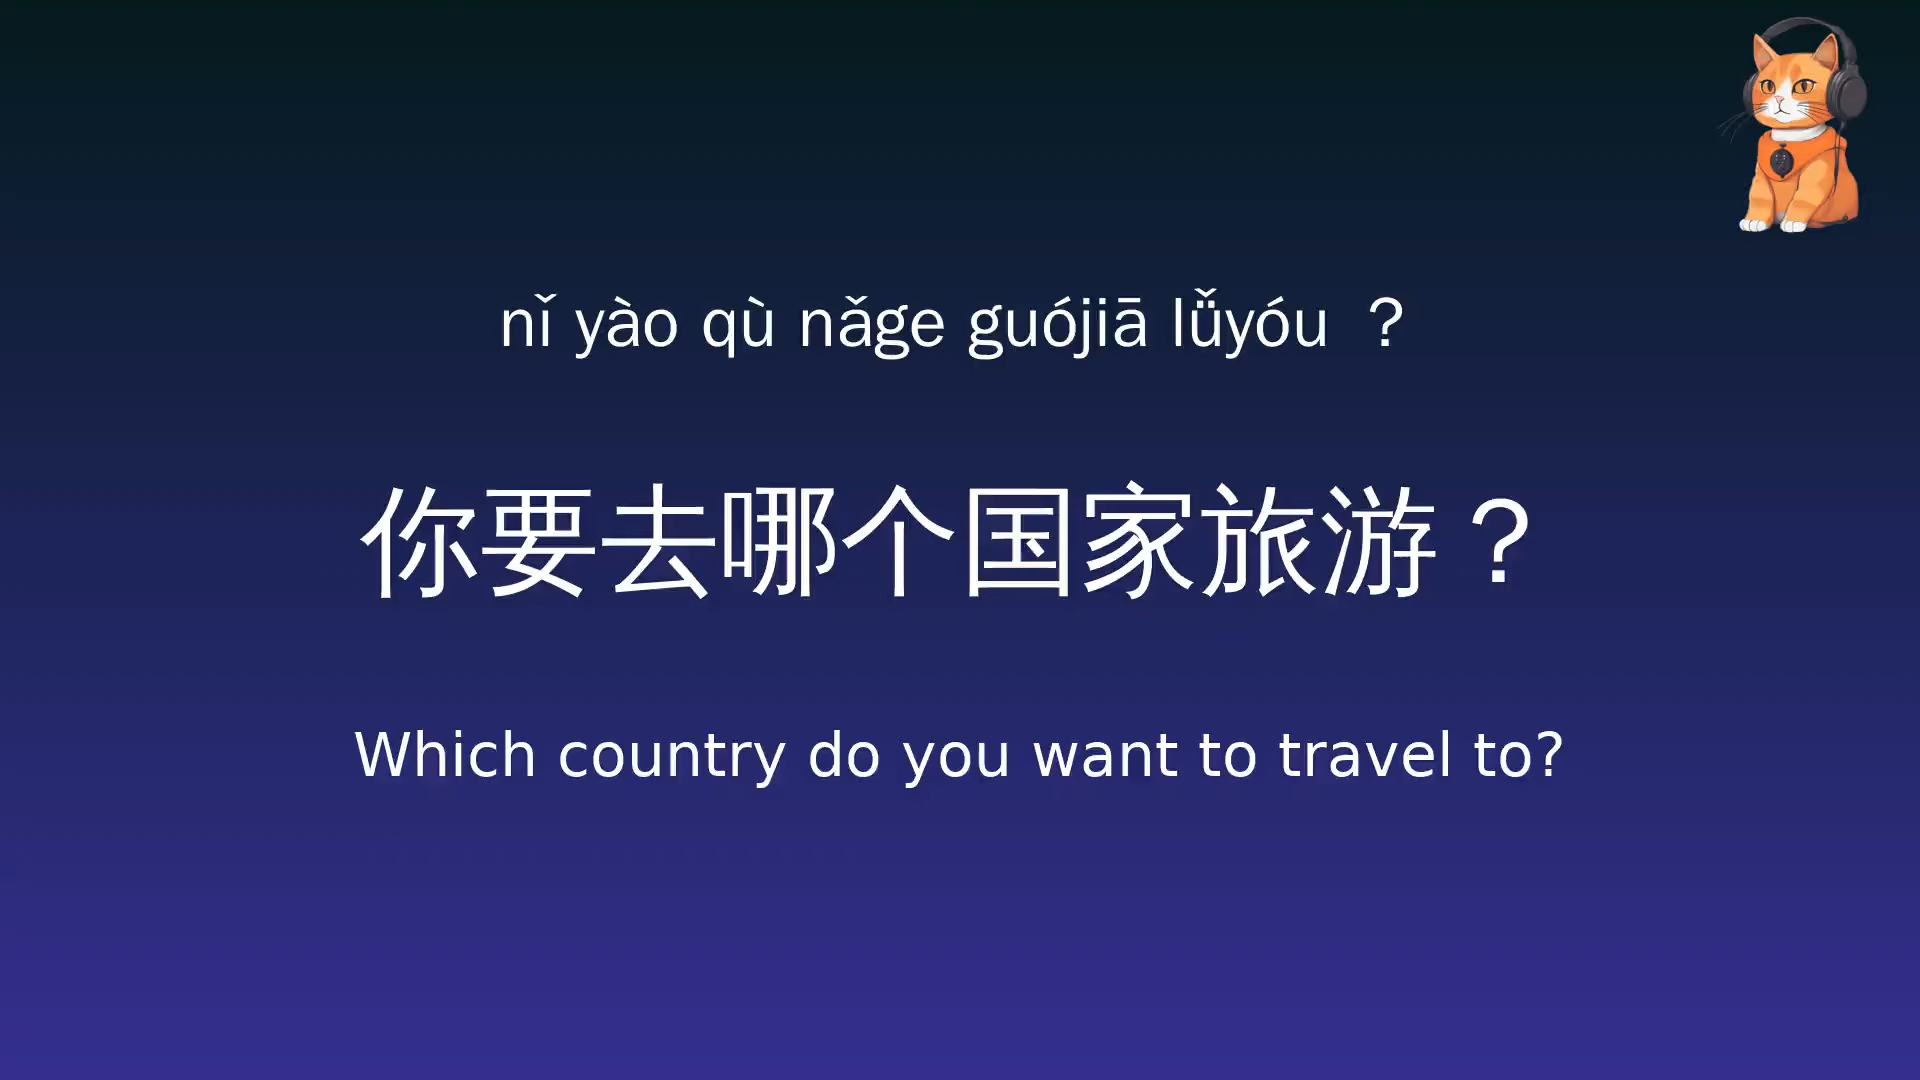 nǐ yào qù nǎge guójiā lǚyóu ？
你要去哪个国家旅游？
Which country do you want to travel to?